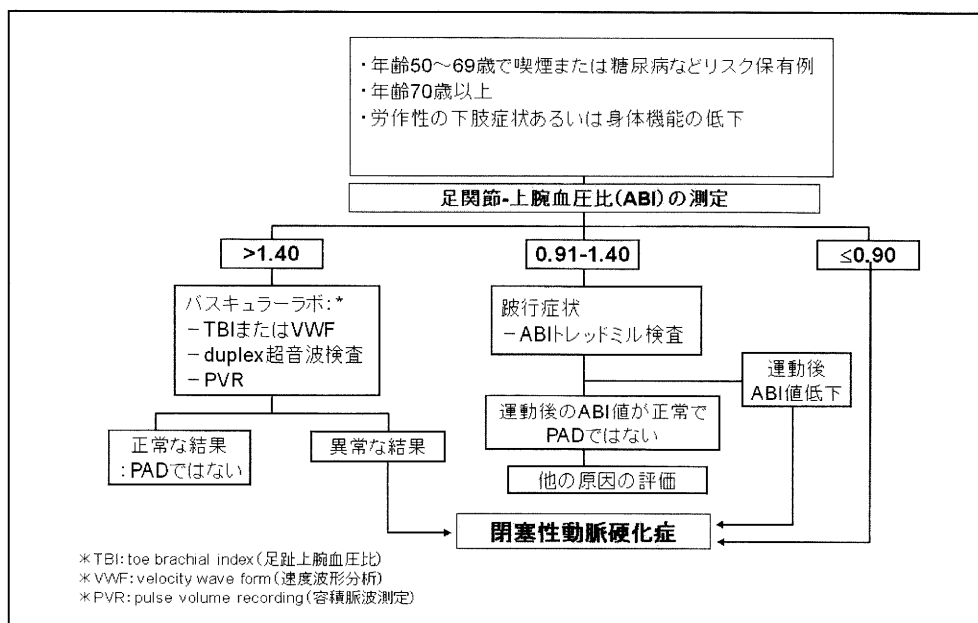 ・年齢50～69歳で喫煙または糖尿病などリスク保有例
・年齢70歳以上
・労作性の下肢症状あるいは身体機能の低下
足関節-上腕血圧比(ABI)の測定
>1.40
0.91-1.40
≤0.90
バスキュラーラボ:*
－TBIまたはVWF
－duplex超音波検査
－PVR
跛行症状
－ABIトレッドミル検査
運動後
ABI値低下
正常な結果
:PADではない
異常な結果
運動後のABI値が正常で
PADではない
他の原因の評価
閉塞性動脈硬化症
＊TBI:toe brachial index(足趾上腕血圧比)
＊VWF:velocity wave form(速度波形分析)
＊PVR:pulse volume recording(容積脈波測定)